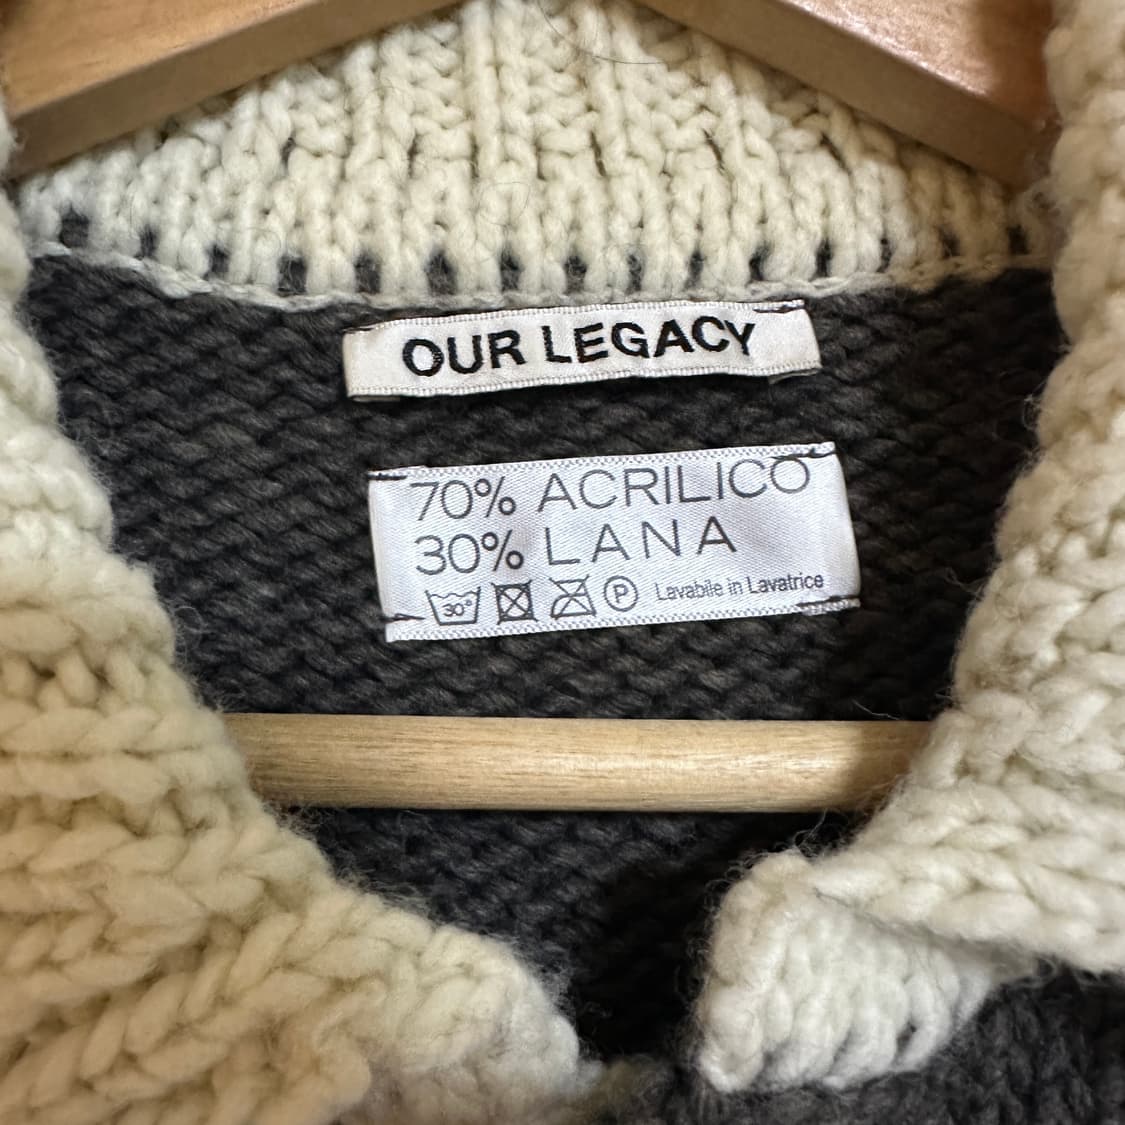 OUR LEGACY
70% ACRILICO
30% LANA
30° P Lavabile in Lavatrice